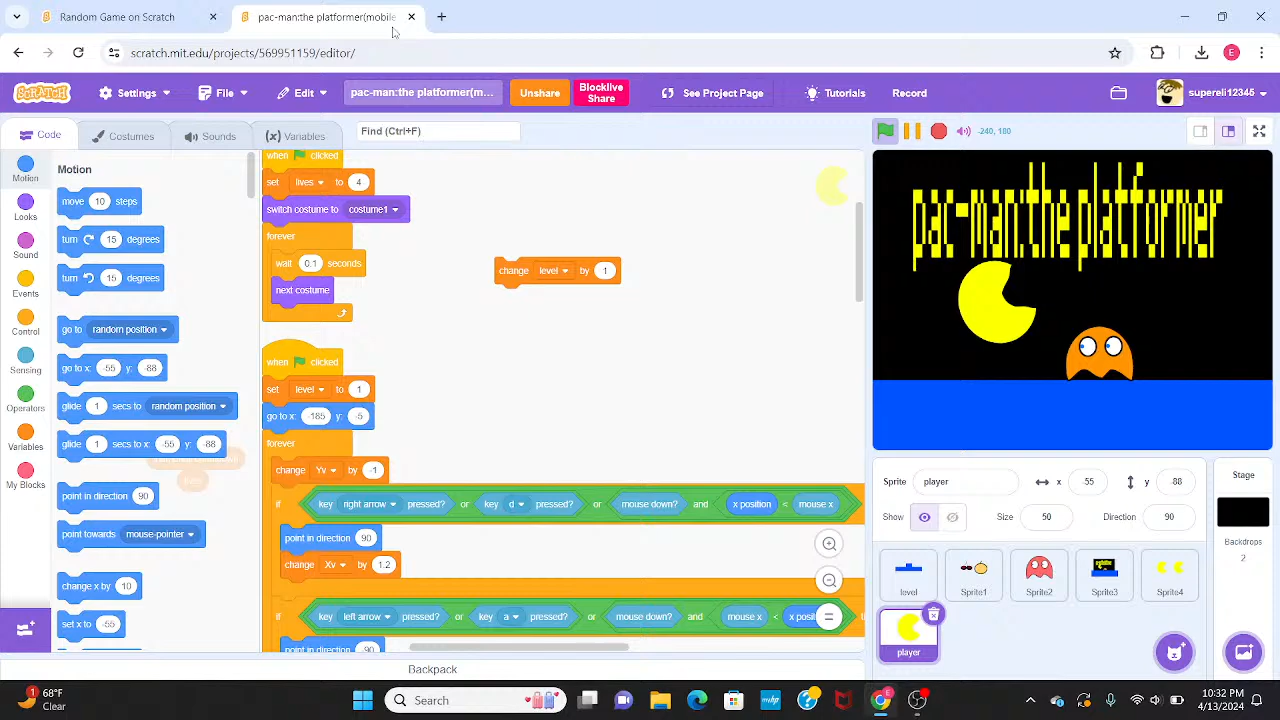 Random Game on Scratch
pac-man:the platformer(mobile
scratch.mit.edu/projects/569951159/editor/
E
SCRATCH
Settings
File
Edit
pac-man:the platformer(m...
Unshare
Blocklive
Share
See Project Page
Tutorials
Record
supereli12345
Code
Costumes
Sounds
(x) Variables
Find (Ctrl+F)
-240, 180
Motion
Looks
Sound
Events
Control
Sensing
Operators
Variables
My Blocks
Motion
move 10 steps
turn 15 degrees
turn 15 degrees
go to random position
go to x: -55 y: -88
glide 1 secs to random position
glide 1 secs to x: -55 y: -88
point in direction 90
point towards mouse-pointer
change x by 10
set x to -55
when clicked
set lives to 4
switch costume to costume1
forever
wait 0.1 seconds
next costume
change level by 1
when clicked
set level to 1
go to x: -185 y: -5
forever
change Yv by -1
if key right arrow pressed? or key d pressed? or mouse down? and x position < mouse x
point in direction 90
change Xv by 1.2
if key left arrow pressed? or key a pressed? or mouse down? and mouse x < x posit
point in direction -90
pac-man:the platformer
Sprite player x -55 y -88
Show Size 50 Direction 90
level
Sprite1
Sprite2
Sprite3
Sprite4
player
Stage
Backdrops
2
Backpack
1
68°F
Clear
Search
10:32 PM
4/13/2024